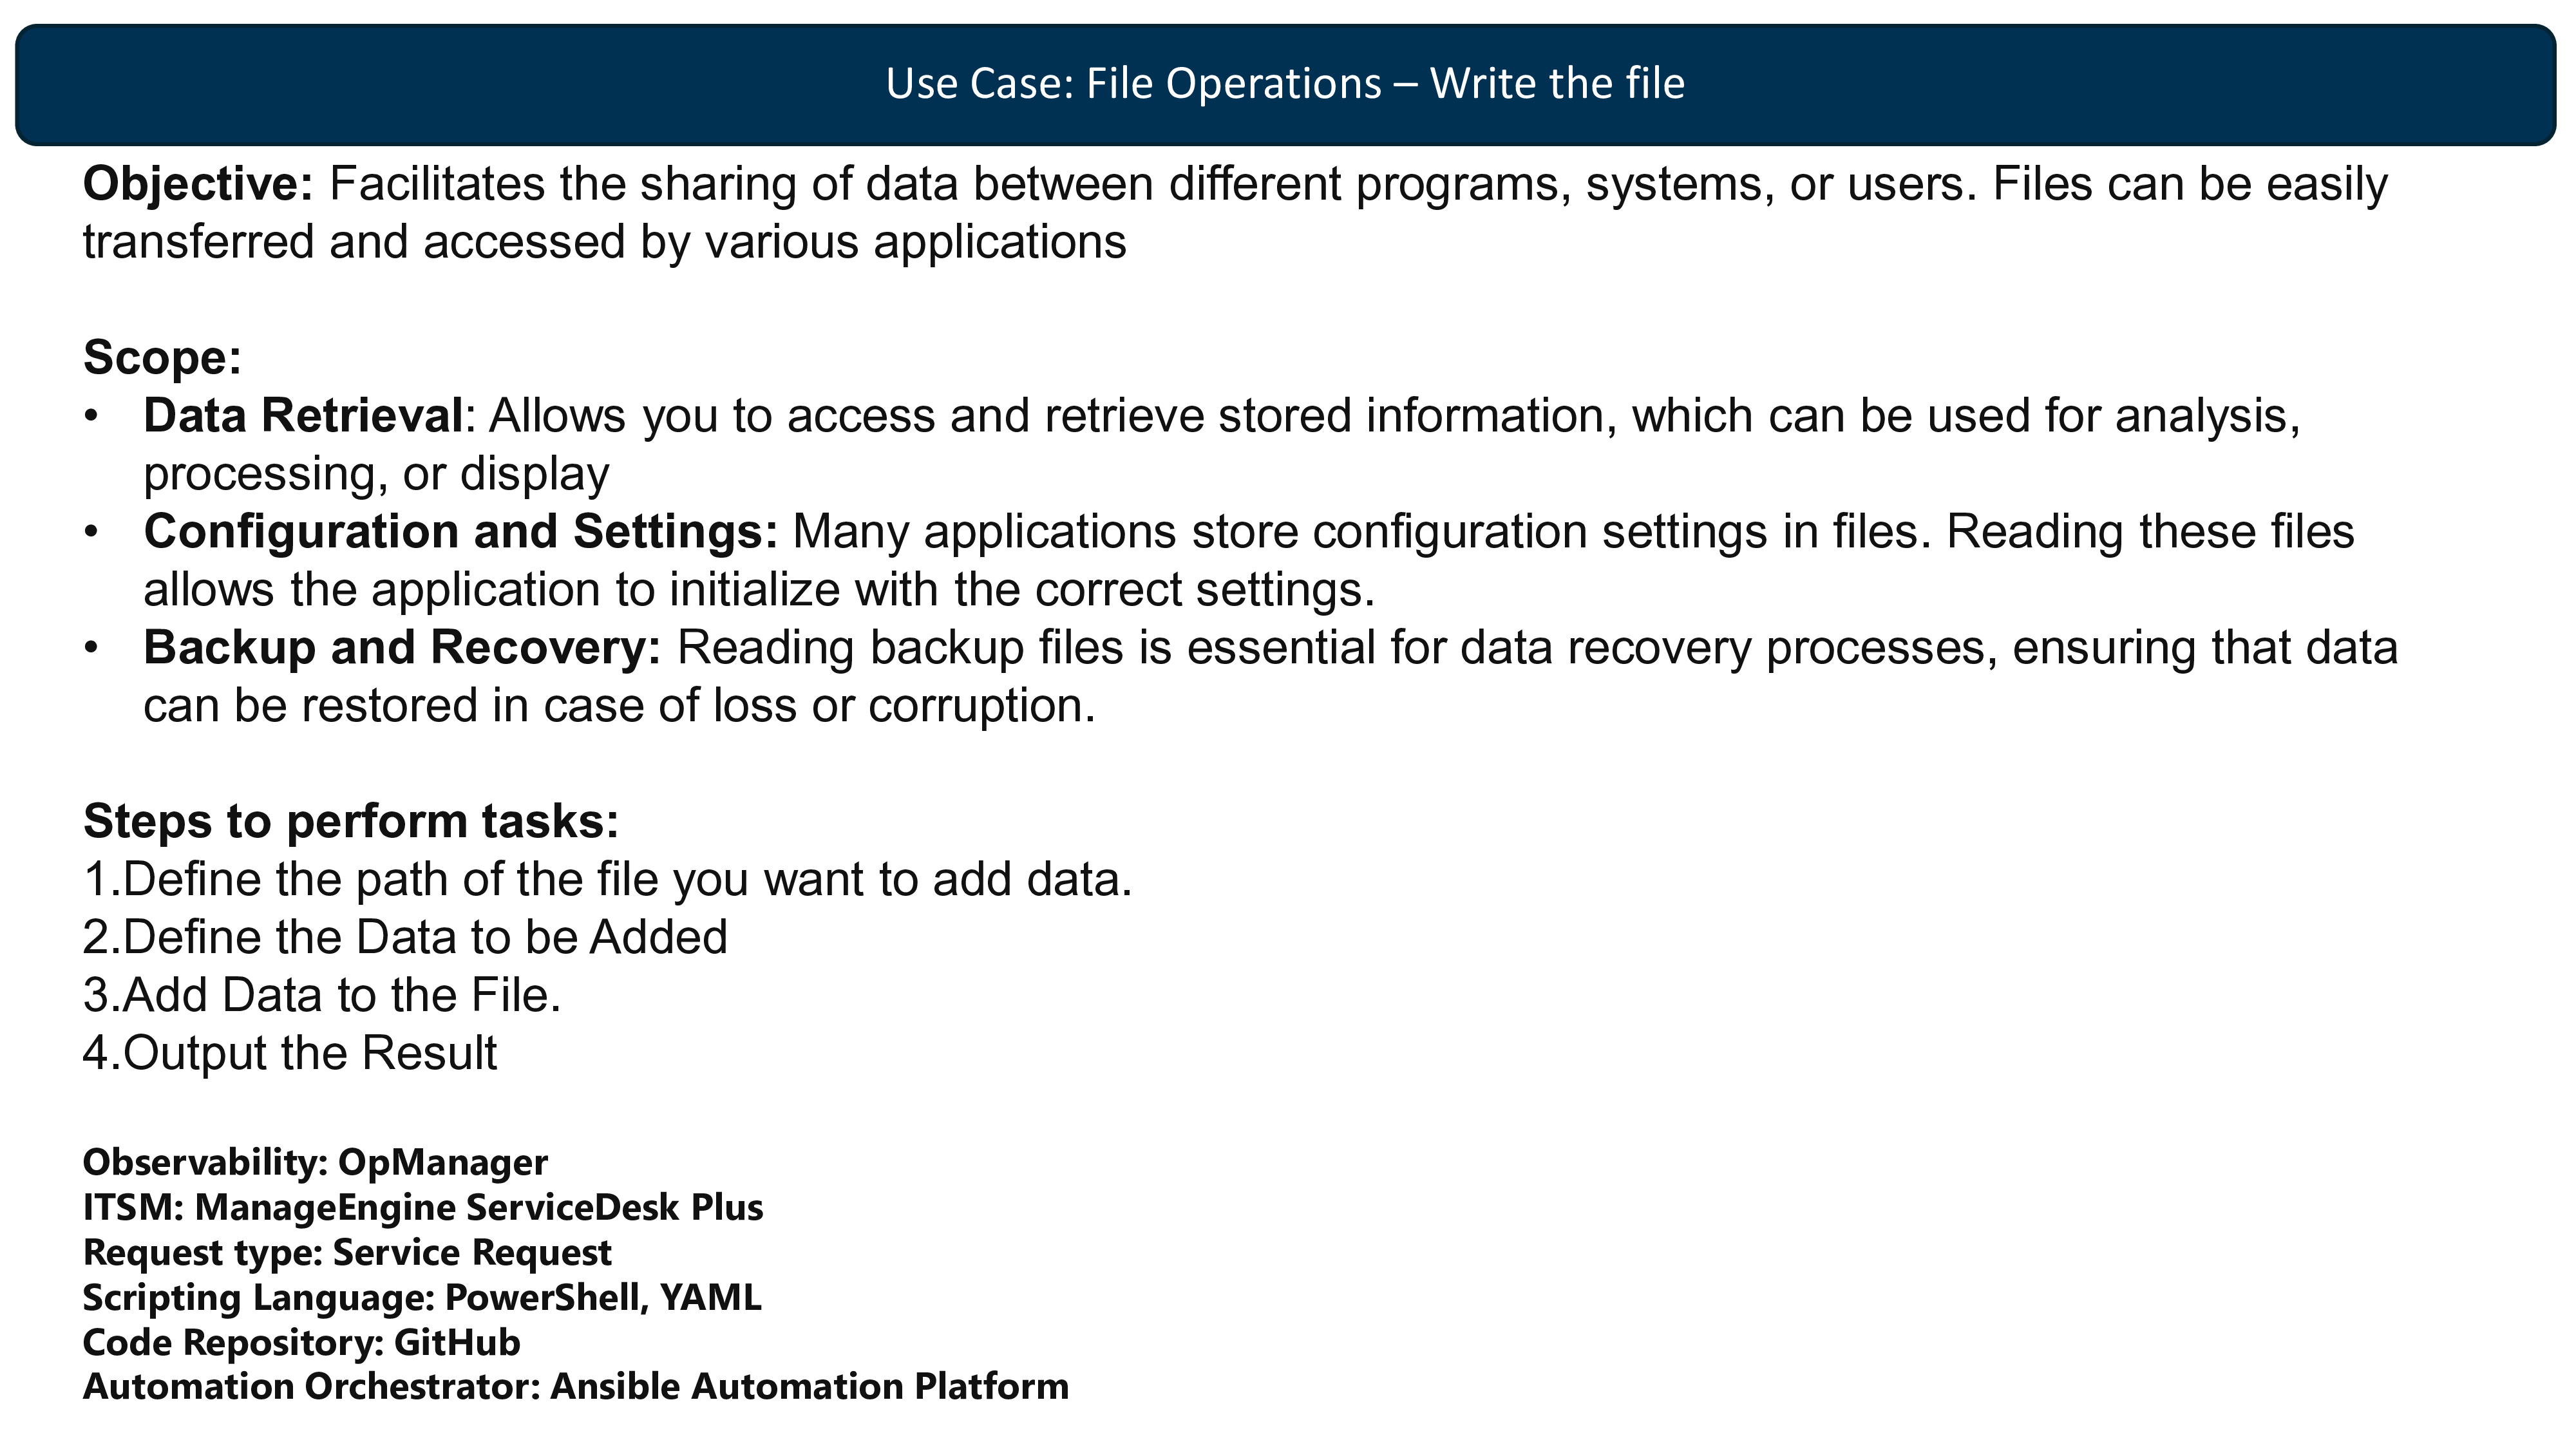 Use Case: File Operations – Write the file
Objective: Facilitates the sharing of data between different programs, systems, or users. Files can be easily
transferred and accessed by various applications
Scope:
• Data Retrieval: Allows you to access and retrieve stored information, which can be used for analysis,
processing, or display
• Configuration and Settings: Many applications store configuration settings in files. Reading these files
allows the application to initialize with the correct settings.
• Backup and Recovery: Reading backup files is essential for data recovery processes, ensuring that data
can be restored in case of loss or corruption.
Steps to perform tasks:
1.Define the path of the file you want to add data.
2.Define the Data to be Added
3.Add Data to the File.
4.Output the Result
Observability: OpManager
ITSM: ManageEngine ServiceDesk Plus
Request type: Service Request
Scripting Language: PowerShell, YAML
Code Repository: GitHub
Automation Orchestrator: Ansible Automation Platform